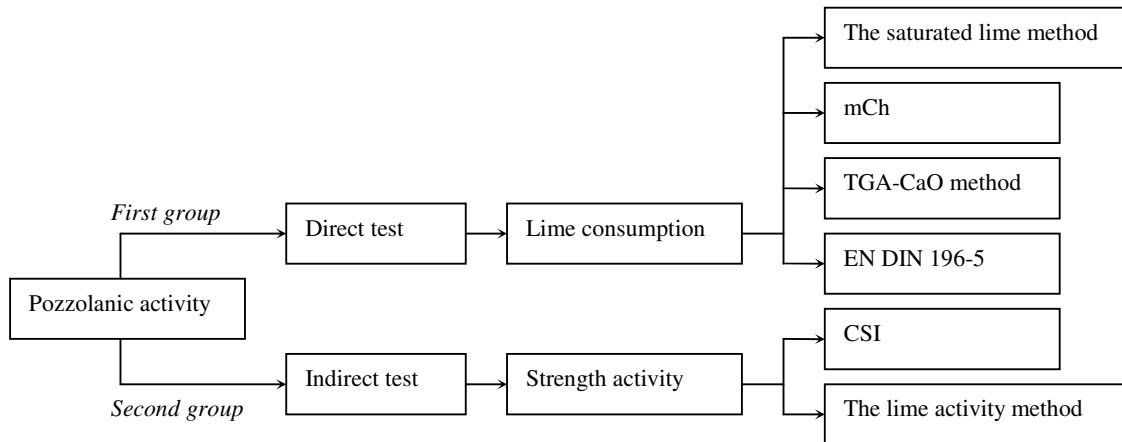 The saturated lime method
mCh
TGA-CaO method
First group
Direct test
Lime consumption
EN DIN 196-5
Pozzolanic activity
CSI
Indirect test
Strength activity
Second group
The lime activity method